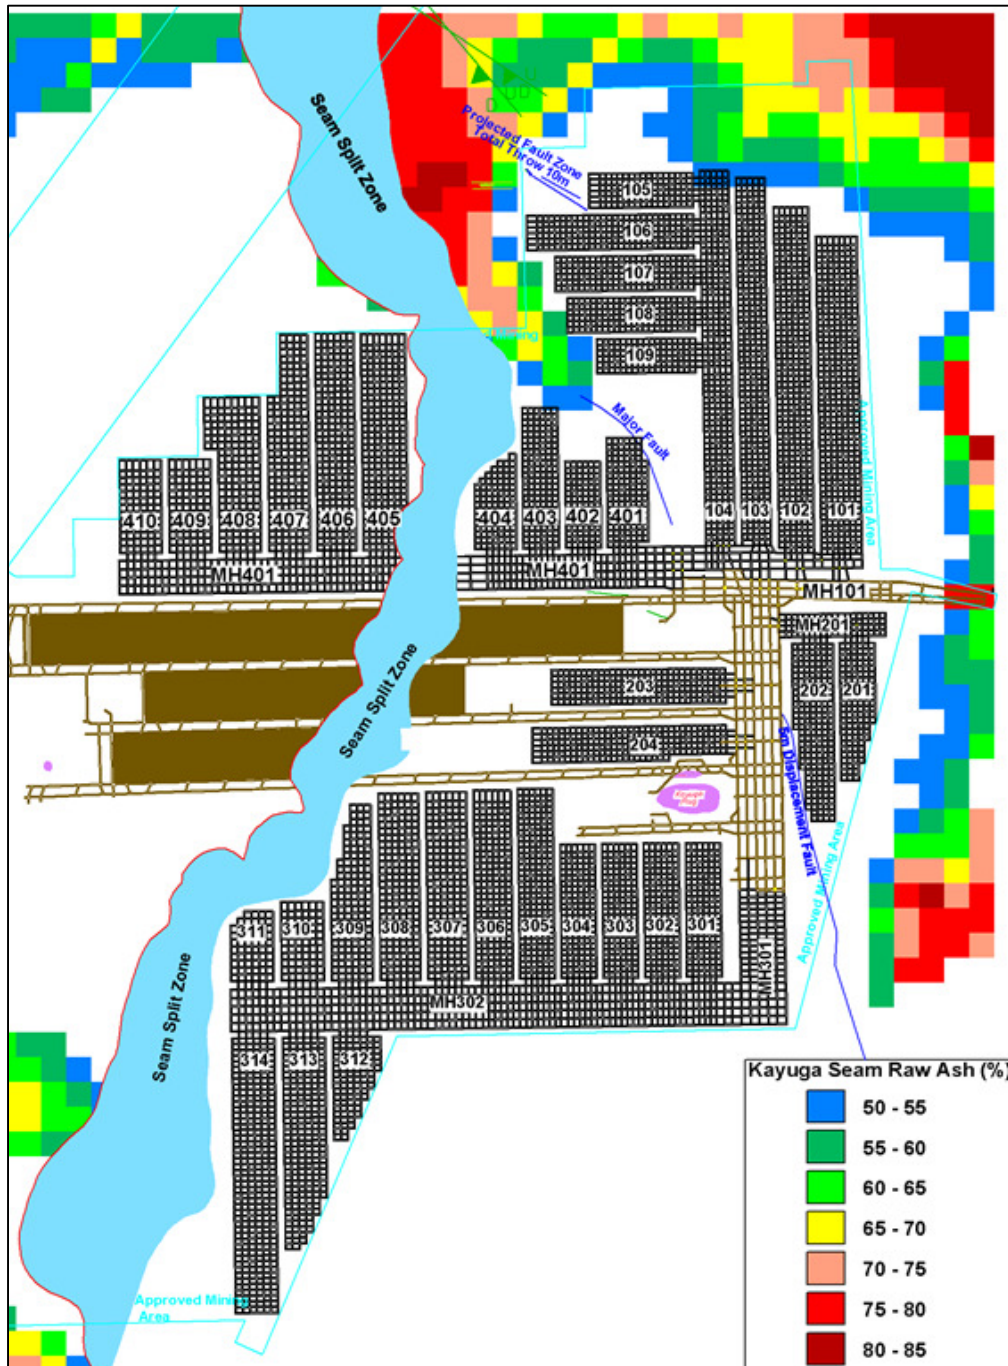 U
D
U
D
D
Seam Split Zone
Projected Fault Zone
Total Throw 10m
105
106
107
108
109
Mining
Major Fault
Approved Mining Area
410
409
408
407
406
405
404
403
402
401
104
103
102
101
MH401
MH401
MH101
MH201
203
202
201
204
Seam Split Zone
5m Displacement Fault
Approved Mining Area
311
310
309
308
307
306
305
304
303
302
301
MH302
MH301
Seam Split Zone
314
313
312
Approved Mining
Area
Kayuga Seam Raw Ash (%)
50 - 55
55 - 60
60 - 65
65 - 70
70 - 75
75 - 80
80 - 85